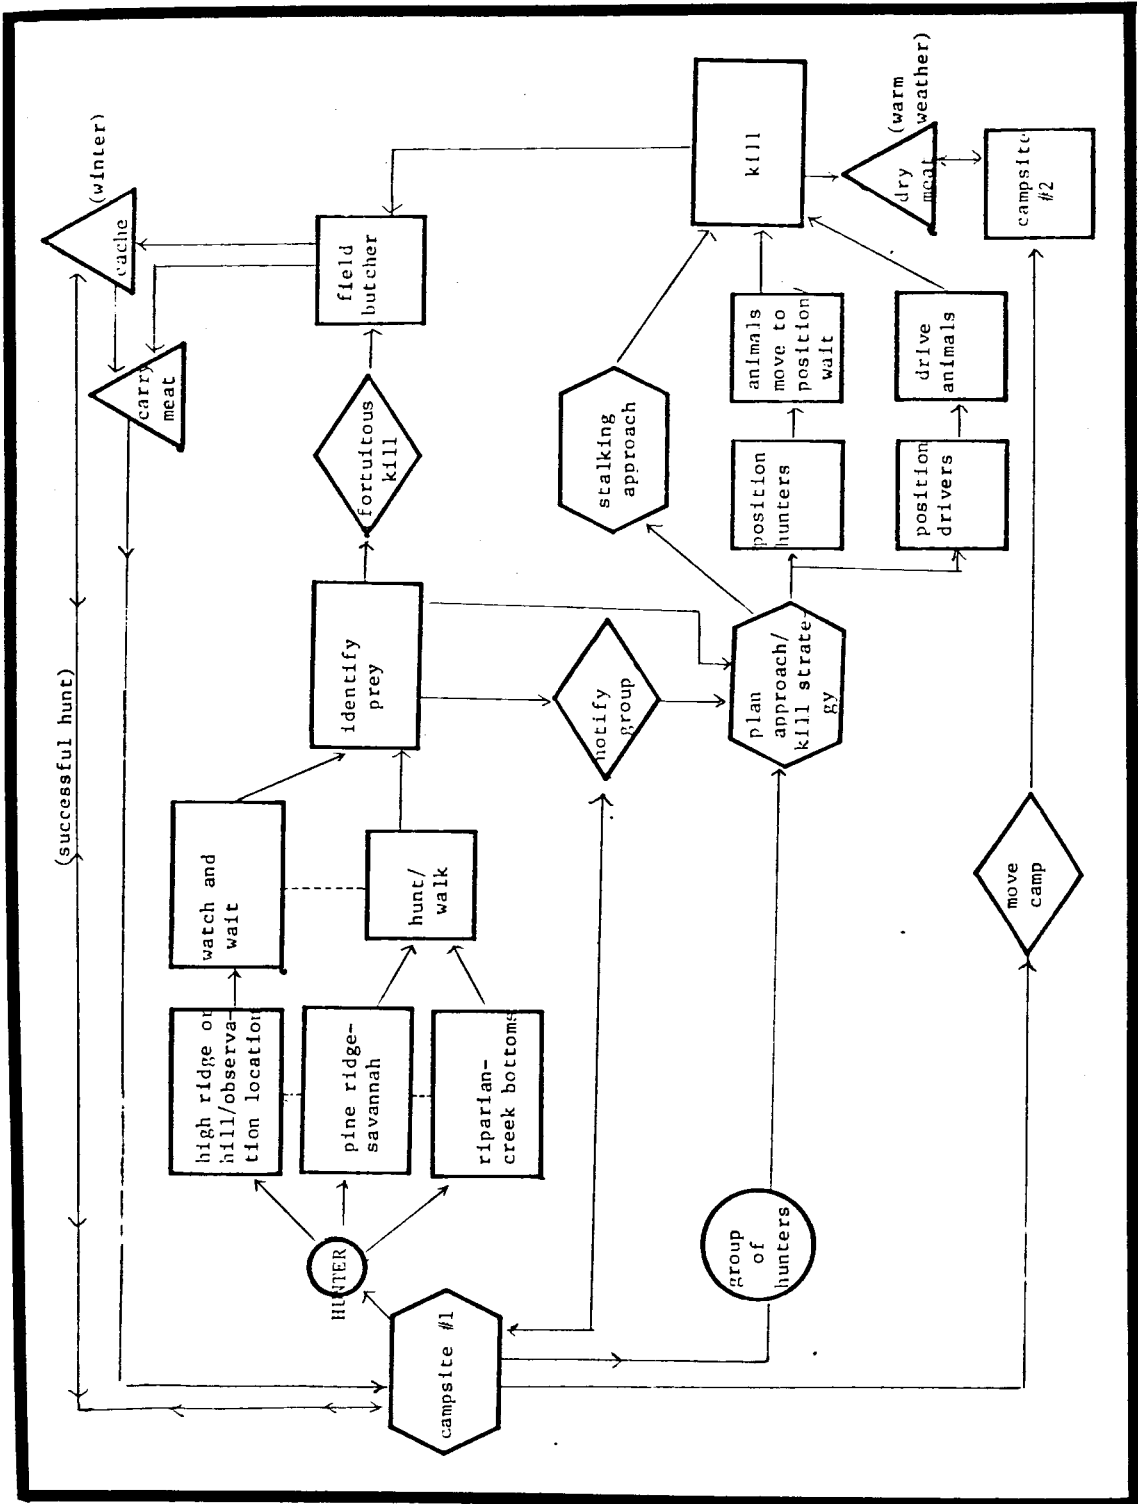 (successful hunt)
(winter)
cache
carry
meat
high ridge or
hill/observa-
tion location
watch and
wait
HUNTER
pine ridge-
savannah
riparian-
creek bottoms
hunt/
walk
identify
prey
fortuitous
kill
field
butcher
campsite #1
notify
group
stalking
approach
group
of
hunters
plan
approach/
kill strate-
gy
position
hunters
animals
move to
position
wait
kill
position
drivers
drive
animals
dry
meat
(warm
weather)
move
camp
campsite
#2